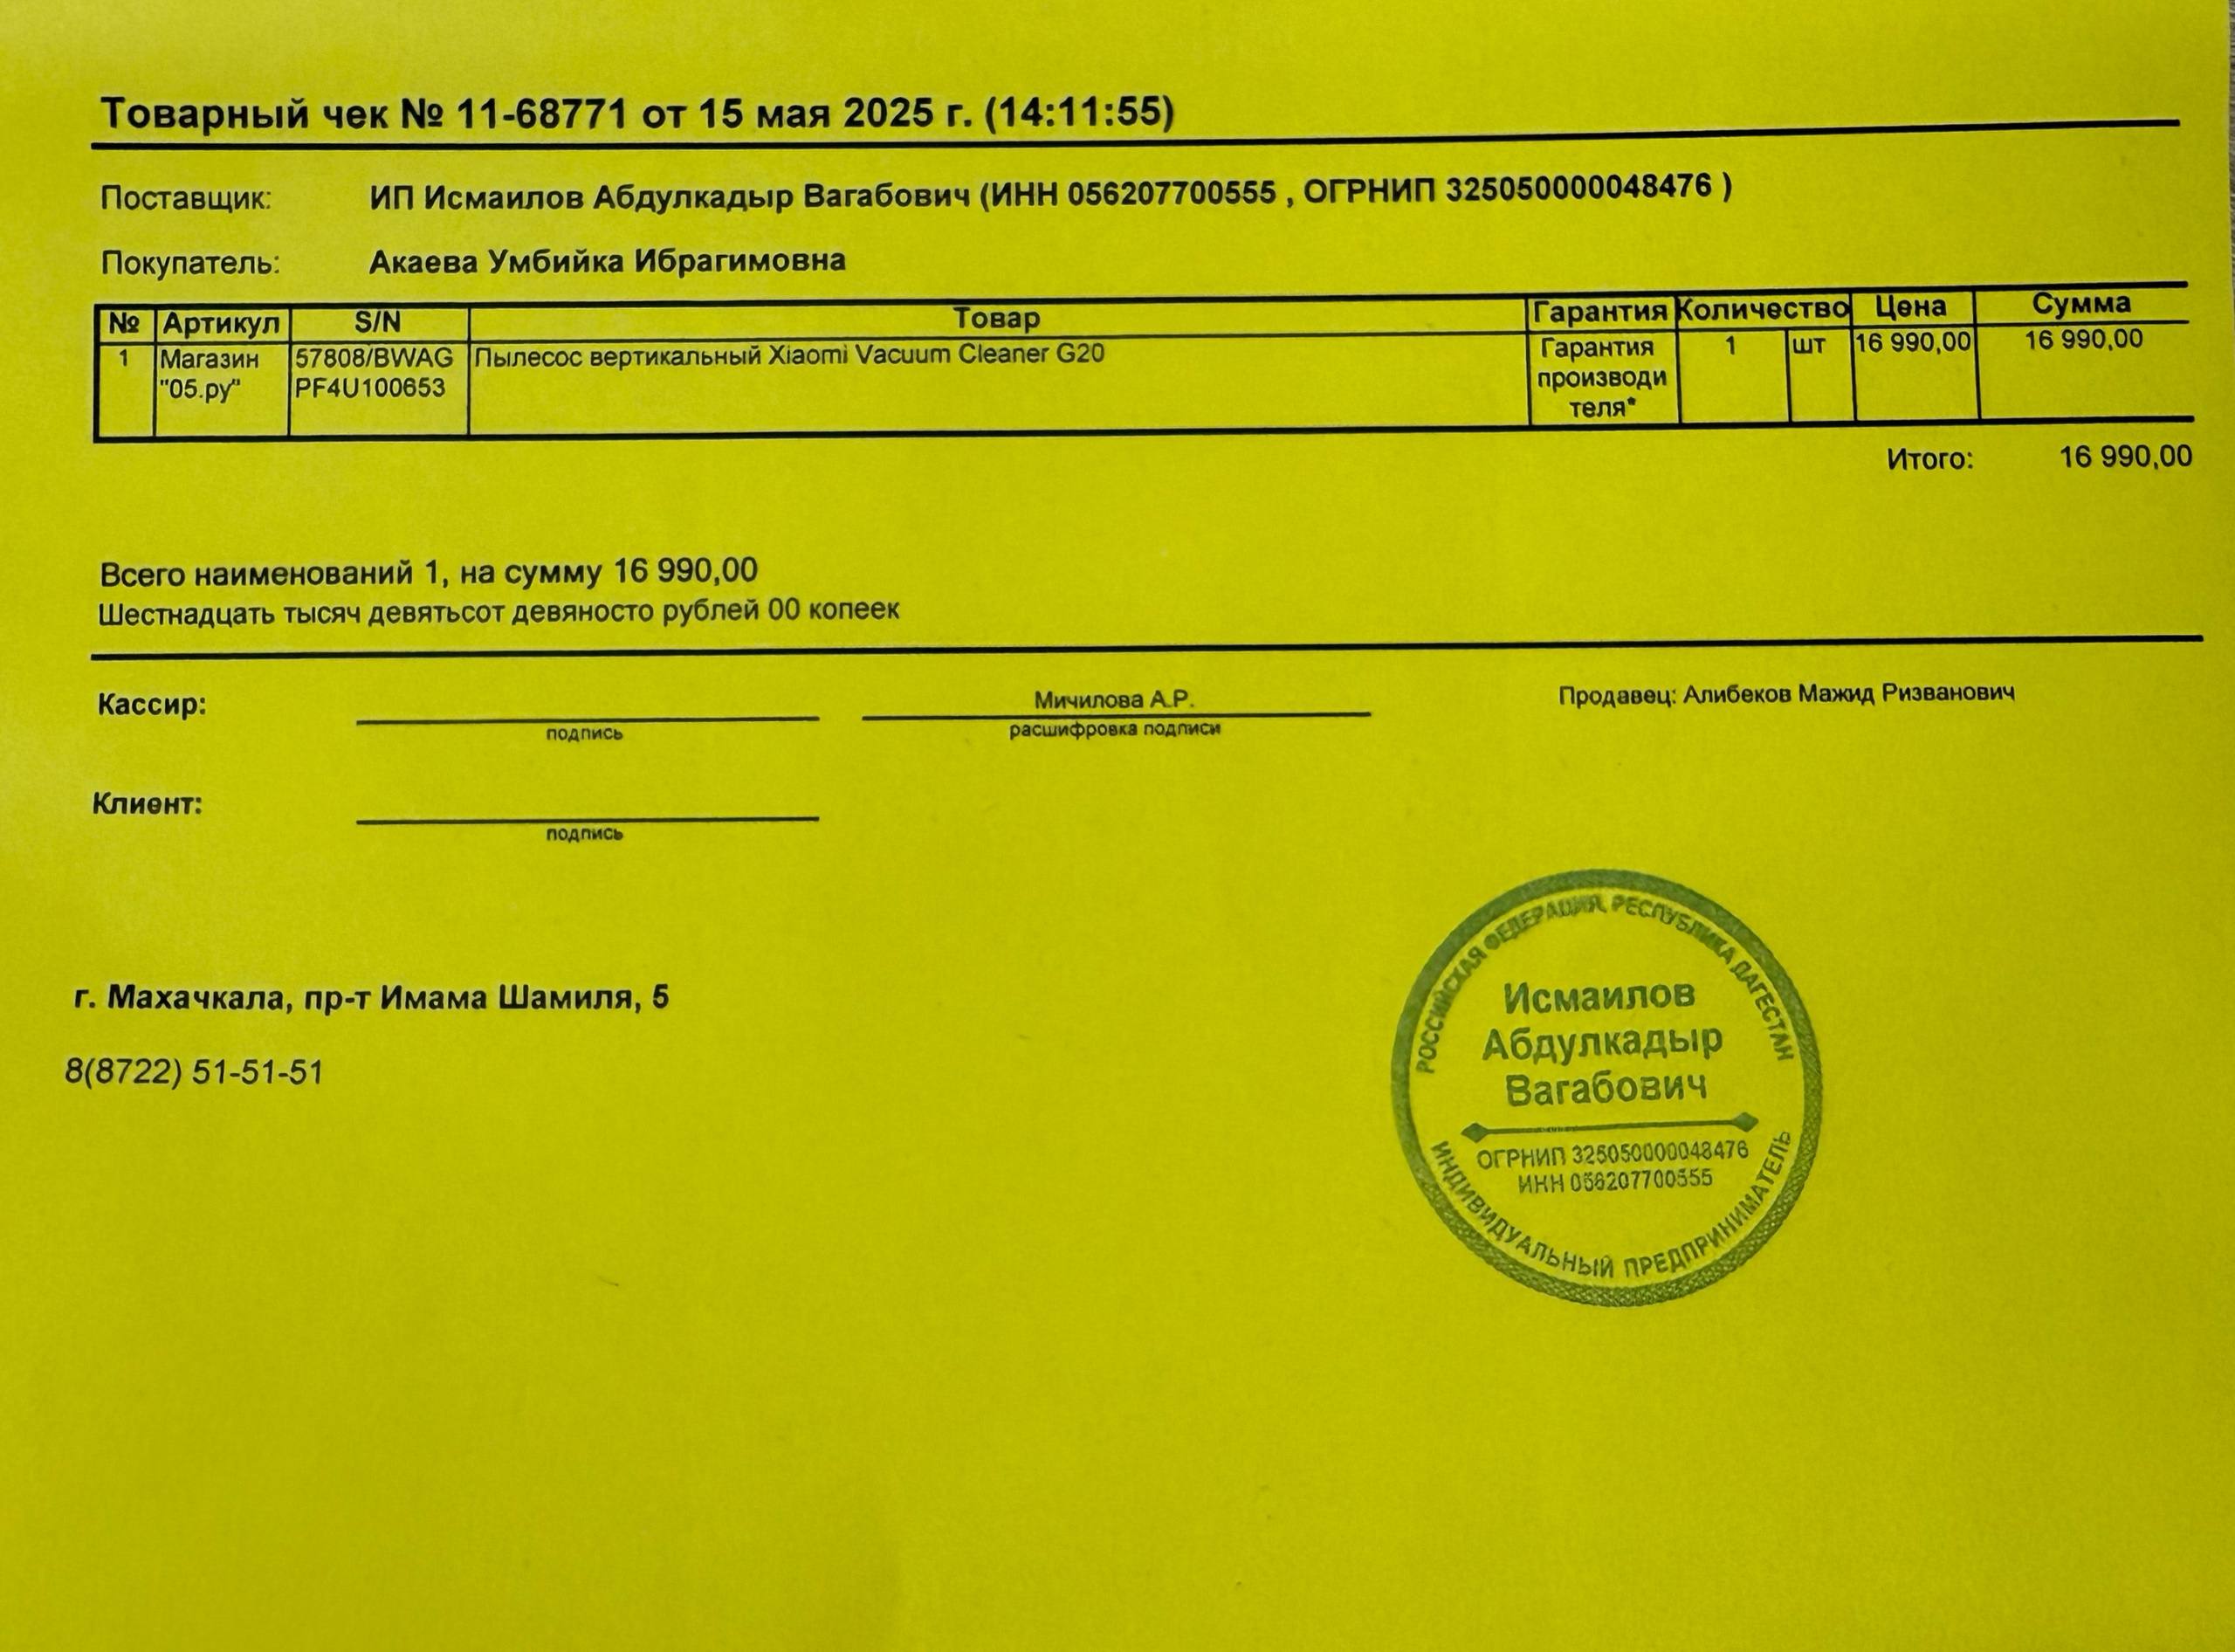 Товарный чек № 11-68771 от 15 мая 2025 г. (14:11:55)
Поставщик: ИП Исмаилов Абдулкадыр Вагабович (ИНН 056207700555 , ОГРНИП 325050000048476 )
Покупатель: Акаева Умбийка Ибрагимовна
№ Артикул S/N Товар Гарантия Количество Цена Сумма
1 Магазин 57808/BWAG Пылесос вертикальный Xiaomi Vacuum Cleaner G20 Гарантия 1 шт 16 990,00 16 990,00
"05.ру" PF4U100653 производи
теля*
Итого: 16 990,00
Всего наименований 1, на сумму 16 990,00
Шестнадцать тысяч девятьсот девяносто рублей 00 копеек
Кассир: Мичилова А.Р. Продавец: Алибеков Мажид Ризванович
подпись расшифровка подписи
Клиент:
подпись
РОССИЙСКАЯ ФЕДЕРАЦИЯ, РЕСПУБЛИКА ДАГЕСТАН
Исмаилов
Абдулкадыр
Вагабович
ОГРНИП 325050000048476
ИНН 056207700555
ИНДИВИДУАЛЬНЫЙ ПРЕДПРИНИМАТЕЛЬ
г. Махачкала, пр-т Имама Шамиля, 5
8(8722) 51-51-51